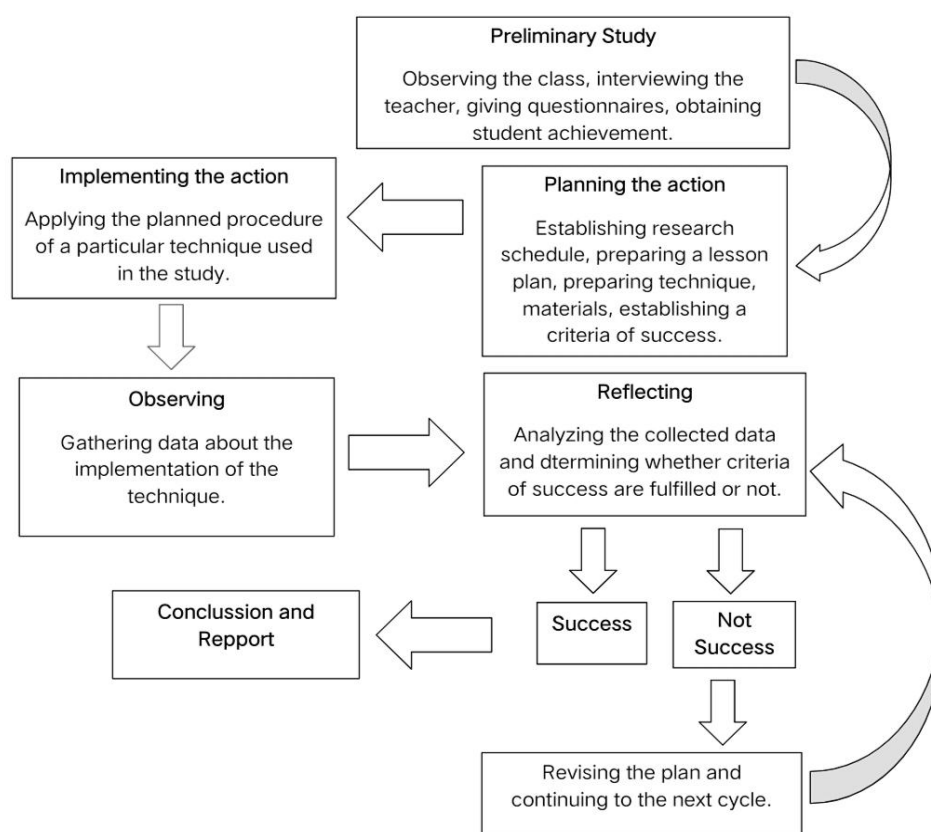 Preliminary Study
Observing the class, interviewing the
teacher, giving questionnaires, obtaining
student achievement.
Planning the action
Establishing research
schedule, preparing a lesson
plan, preparing technique,
materials, establishing a
criteria of success.
Implementing the action
Applying the planned procedure
of a particular technique used
in the study.
Observing
Gathering data about the
implementation of the
technique.
Reflecting
Analyzing the collected data
and dtermining whether criteria
of success are fulfilled or not.
Success
Not
Success
Conclussion and
Repport
Revising the plan and
continuing to the next cycle.